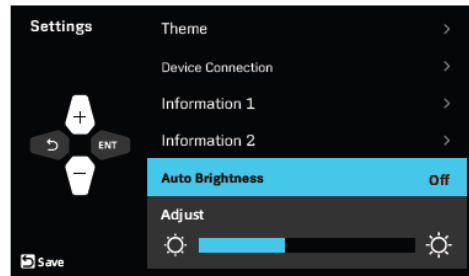 Settings
Theme
Device Connection
Information 1
Information 2
Auto Brightness Off
Adjust
+
ENT
−
Save